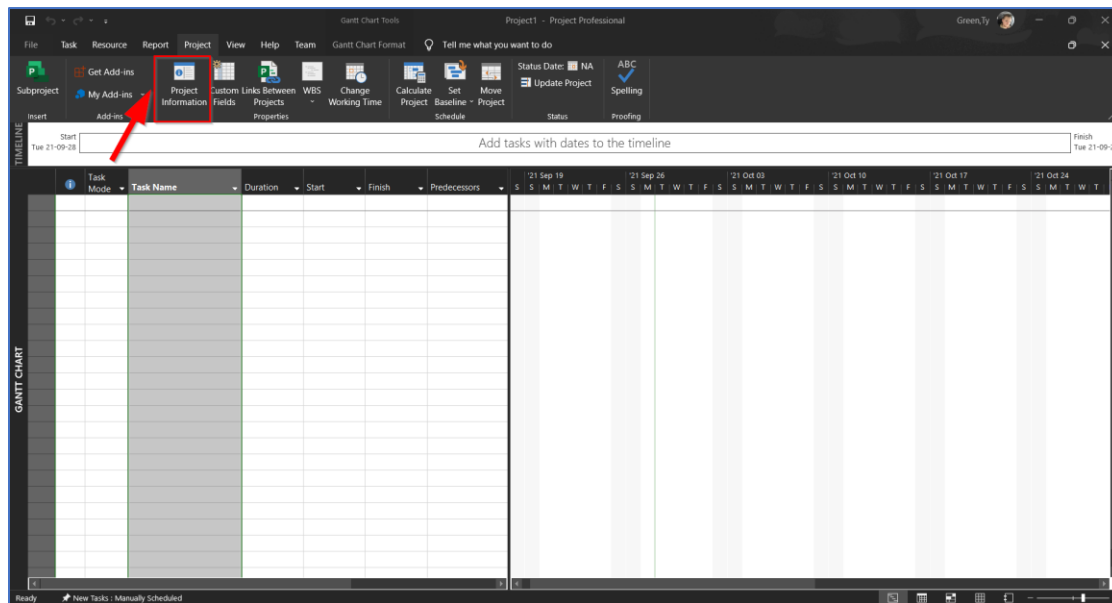 Gantt Chart Tools
Project1 - Project Professional
Green,Ty
File Task Resource Report Project View Help Team Gantt Chart Format Tell me what you want to do
Subproject
Get Add-ins
My Add-ins
Project Information
Custom Fields
Links Between Projects
WBS
Change Working Time
Calculate Project
Set Baseline
Move Project
Status Date: NA
Update Project
ABC
Spelling
Insert Add-ins Properties Schedule Status Proofing
TIMELINE
Start
Tue 21-09-28
Add tasks with dates to the timeline
Finish
Tue 21-09-2
Task Mode Task Name Duration Start Finish Predecessors
'21 Sep 19 '21 Sep 26 '21 Oct 03 '21 Oct 10 '21 Oct 17 '21 Oct 24
S S M T W T F S S M T W T F S S M T W T F S S M T W T F S S M T W T F S S M T W T
GANTT CHART
Ready New Tasks : Manually Scheduled